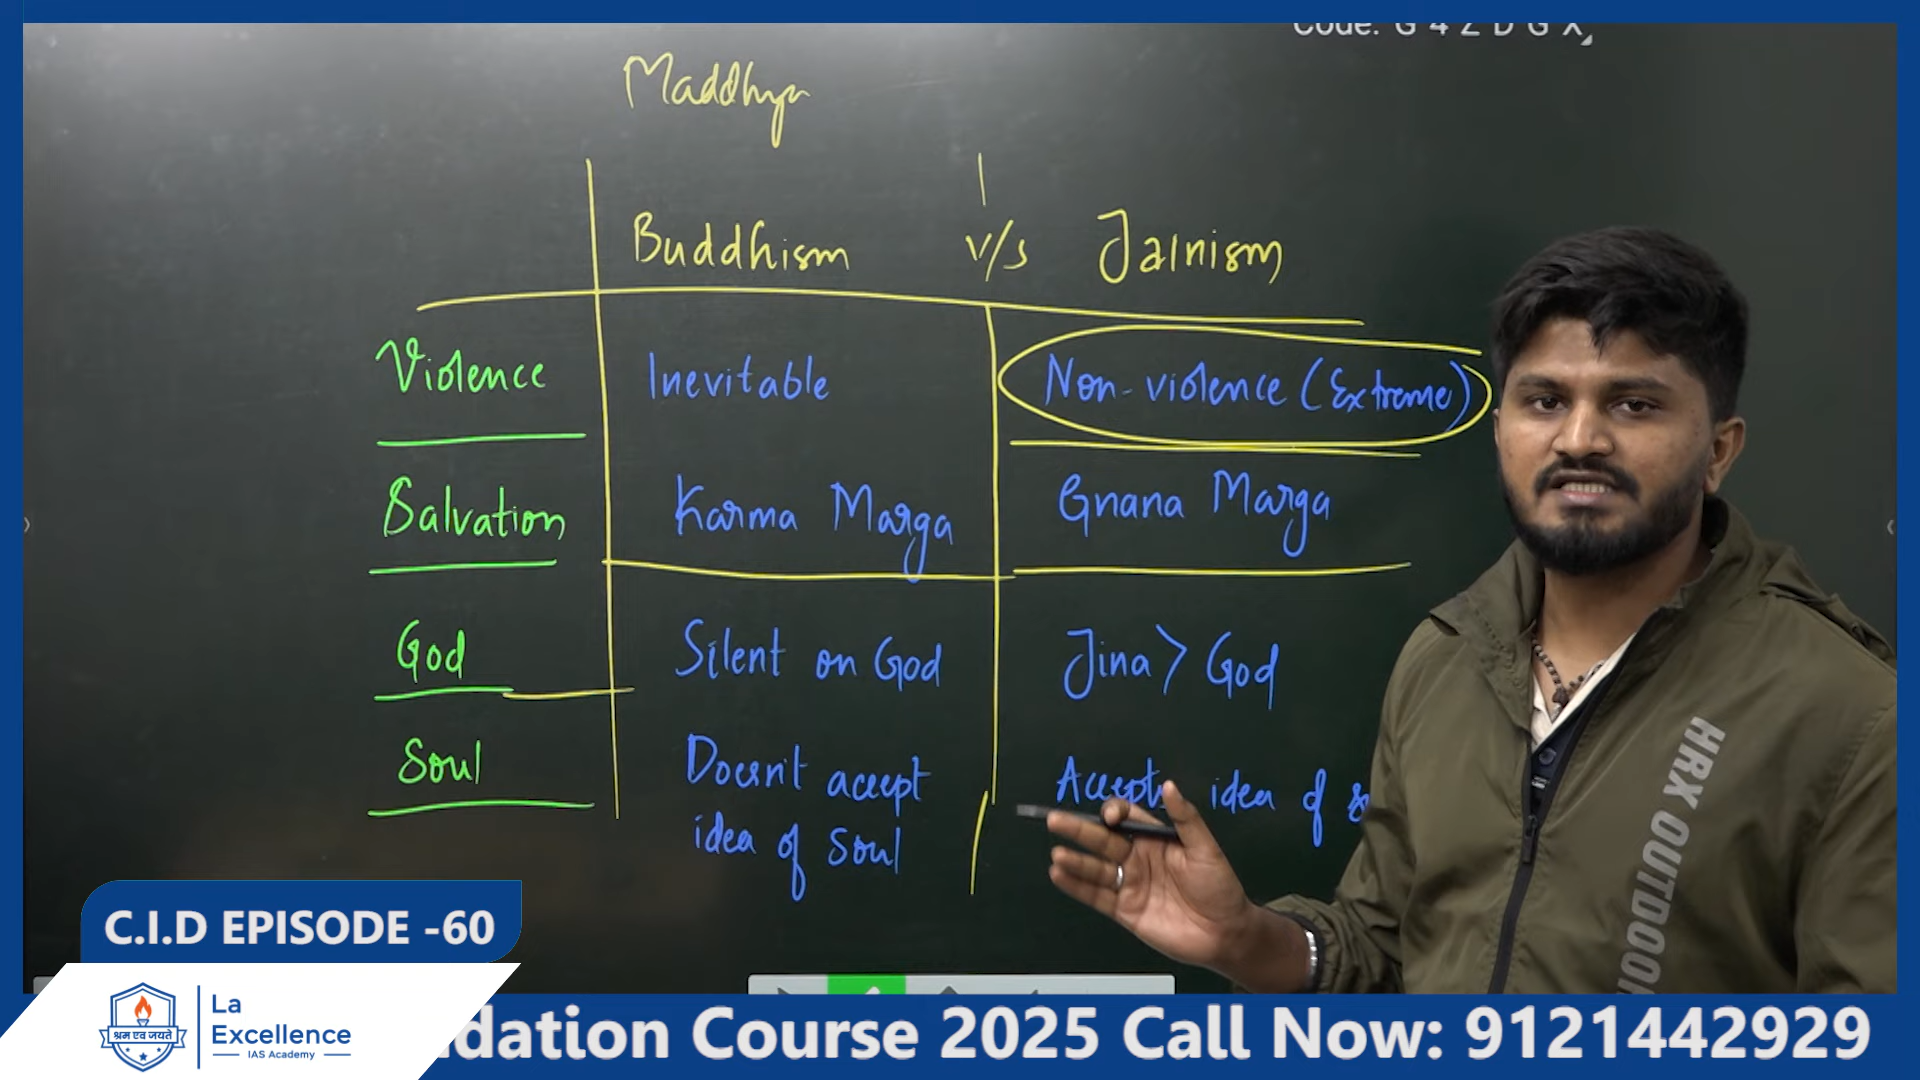 Code: G 4 Z D G X,
Maddhya
Buddhism v/s Jainism
Violence Inevitable Non-violence (Extreme)
Salvation Karma Marga Gnana Marga
God Silent on God Jina > God
Soul Doesn't accept Accepts idea of
idea of Soul
HRX OUTDOOR
C.I.D EPISODE -60
श्रम एव जयते
La
Excellence
IAS Academy
dation Course 2025 Call Now: 9121442929